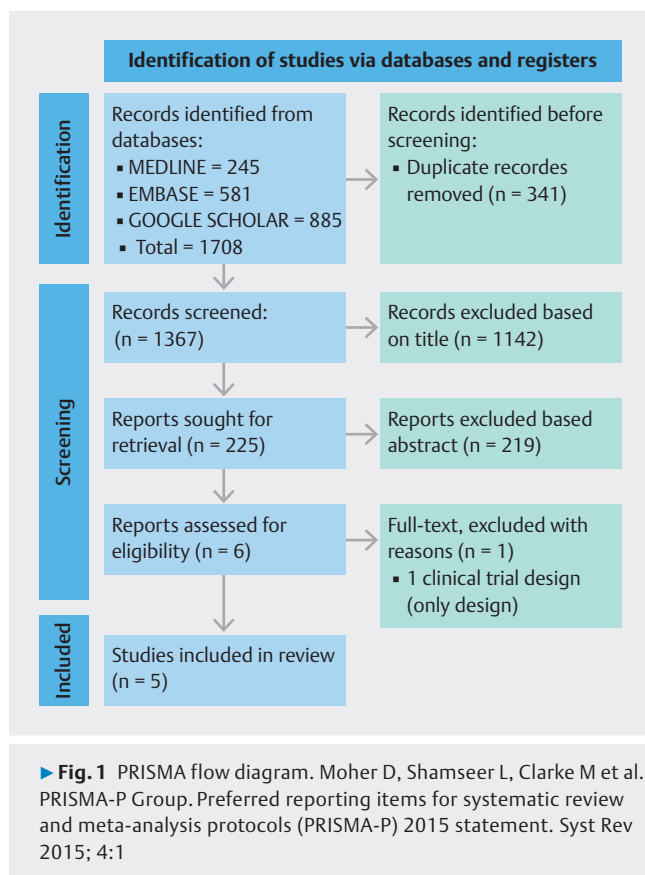 Identification of studies via databases and registers
Identification
Records identified from
databases:
▪ MEDLINE = 245
▪ EMBASE = 581
▪ GOOGLE SCHOLAR = 885
▪ Total = 1708
Records identified before
screening:
▪ Duplicate recordes
removed (n = 341)
Screening
Records screened:
(n = 1367)
Records excluded based
on title (n = 1142)
Reports sought for
retrieval (n = 225)
Reports excluded based
abstract (n = 219)
Reports assessed for
eligibility (n = 6)
Full-text, excluded with
reasons (n = 1)
▪ 1 clinical trial design
(only design)
Included
Studies included in review
(n = 5)
▶ Fig. 1 PRISMA flow diagram. Moher D, Shamseer L, Clarke M et al.
PRISMA-P Group. Preferred reporting items for systematic review
and meta-analysis protocols (PRISMA-P) 2015 statement. Syst Rev
2015; 4:1